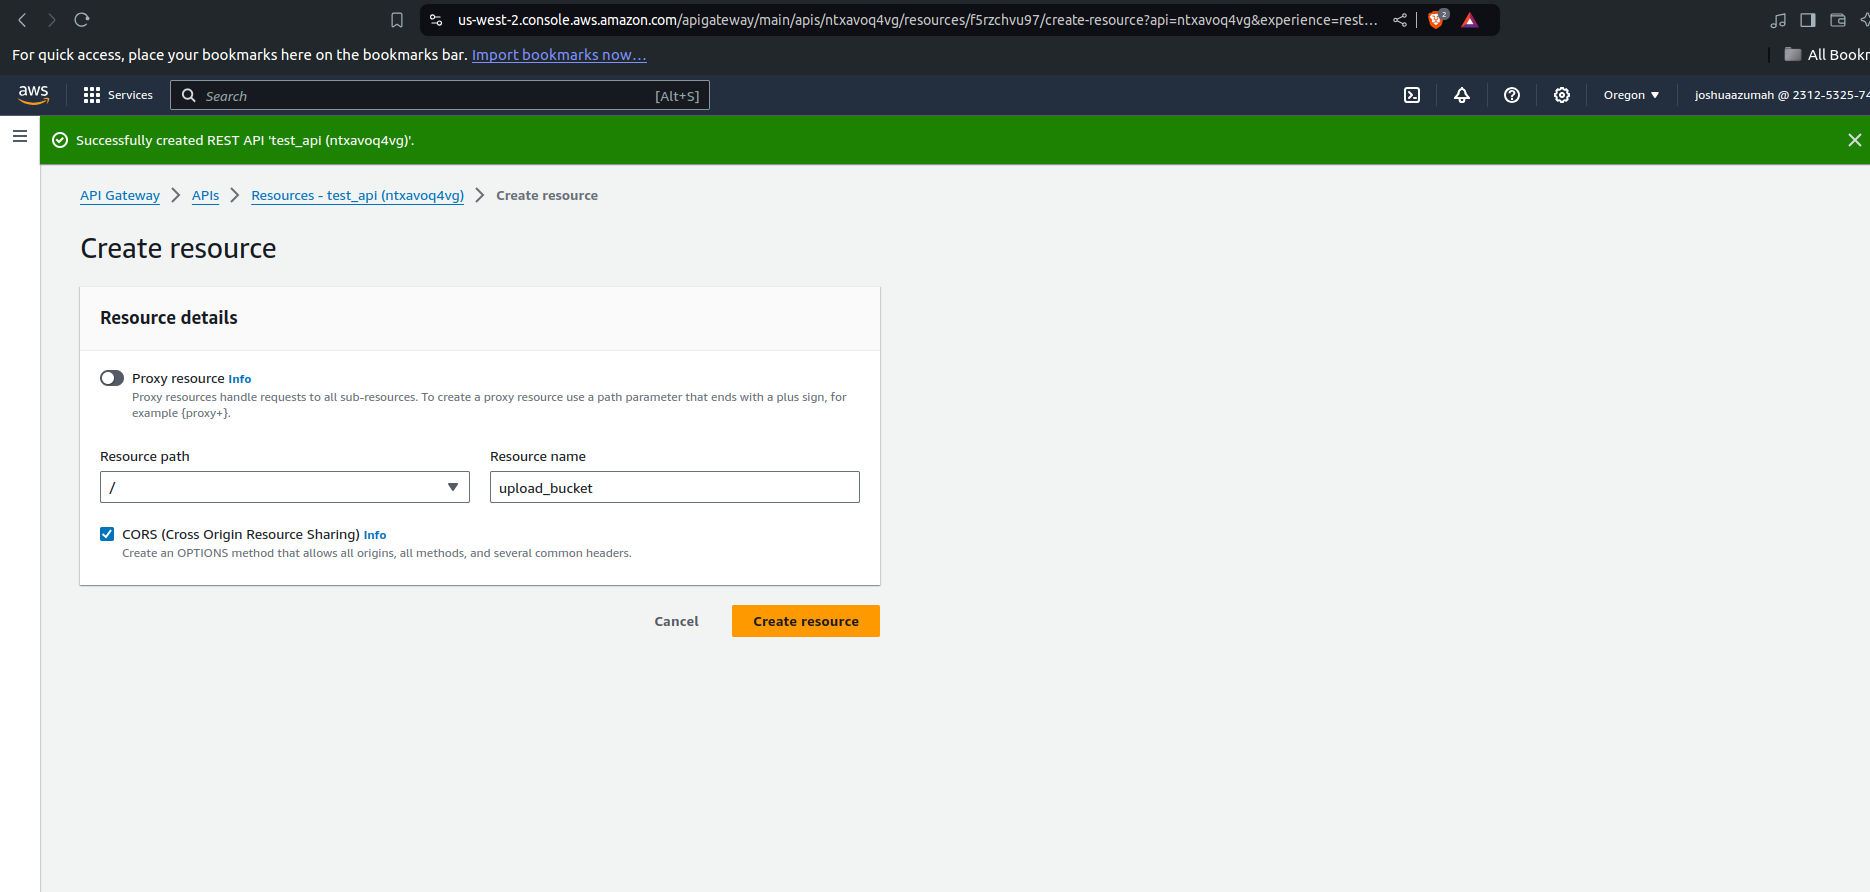 us-west-2.console.aws.amazon.com/apigateway/main/apis/ntxavoq4vg/resources/f5rzchvu97/create-resource?api=ntxavoq4vg&experience=rest...
2
For quick access, place your bookmarks here on the bookmarks bar. Import bookmarks now...
All Bookr
aws
Services
Search
[Alt+S]
Oregon
joshuaazumah @ 2312-5325-74
Successfully created REST API 'test_api (ntxavoq4vg)'.
API Gateway
APIs
Resources - test_api (ntxavoq4vg)
Create resource
Create resource
Resource details
Proxy resource Info
Proxy resources handle requests to all sub-resources. To create a proxy resource use a path parameter that ends with a plus sign, for
example {proxy+}.
Resource path
Resource name
/
upload_bucket
CORS (Cross Origin Resource Sharing) Info
Create an OPTIONS method that allows all origins, all methods, and several common headers.
Cancel
Create resource